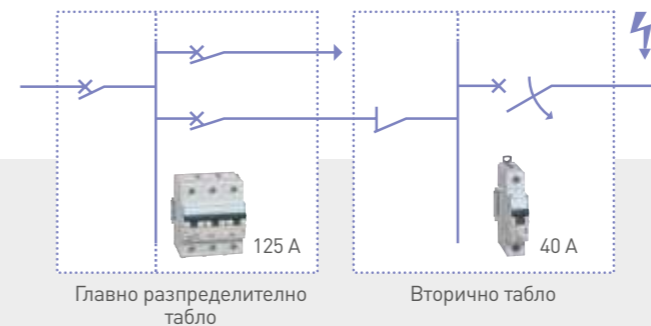 125 A
40 A
Главно разпределително
табло
Вторично табло